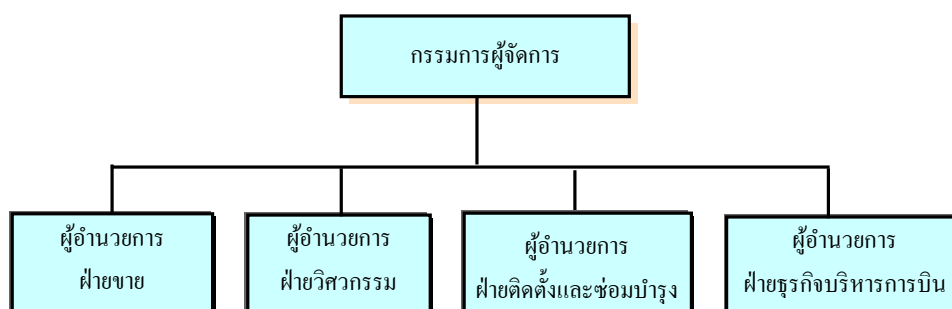 กรรมการผู้จัดการ
ผู้อำนวยการ
ฝ่ายขาย
ผู้อำนวยการ
ฝ่ายวิศวกรรม
ผู้อำนวยการ
ฝ่ายติดตั้งและซ่อมบำรุง
ผู้อำนวยการ
ฝ่ายธุรกิจบริหารการบิน